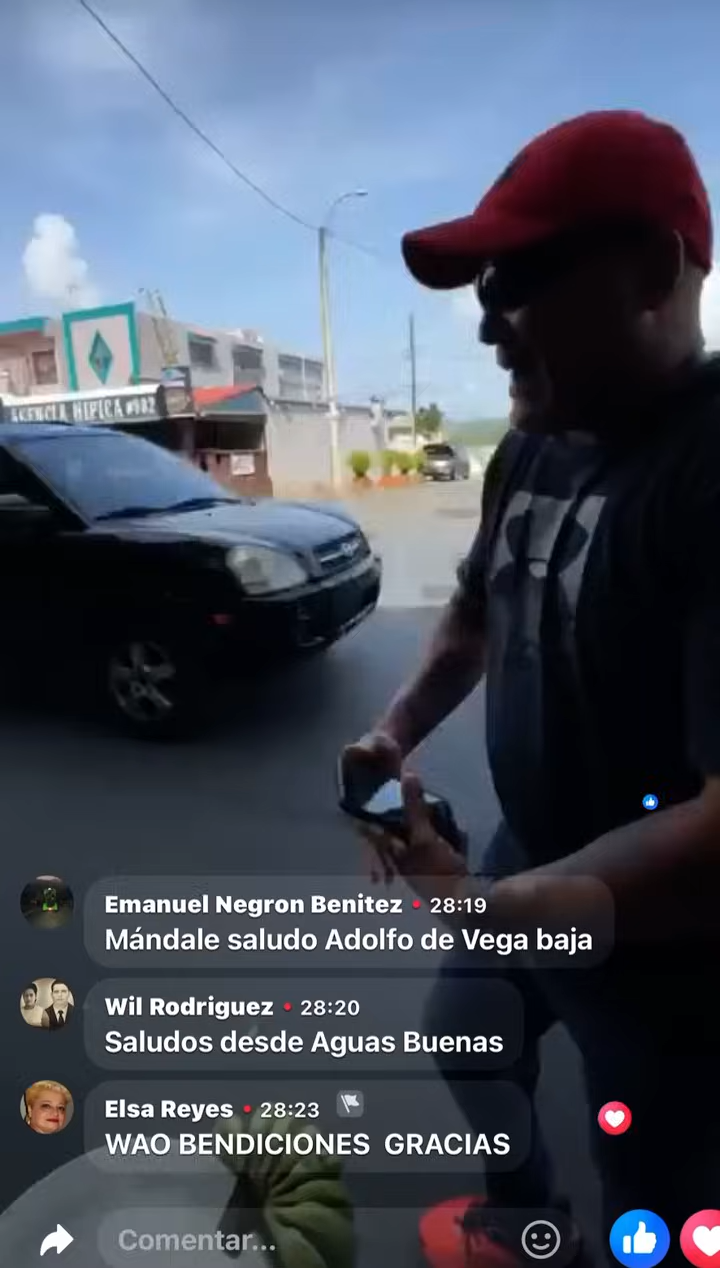 AGENCIA HIPICA #982
Emanuel Negron Benitez • 28:19
Mándale saludo Adolfo de Vega baja
Wil Rodriguez • 28:20
Saludos desde Aguas Buenas
Elsa Reyes • 28:23
WAO BENDICIONES GRACIAS
Comentar...